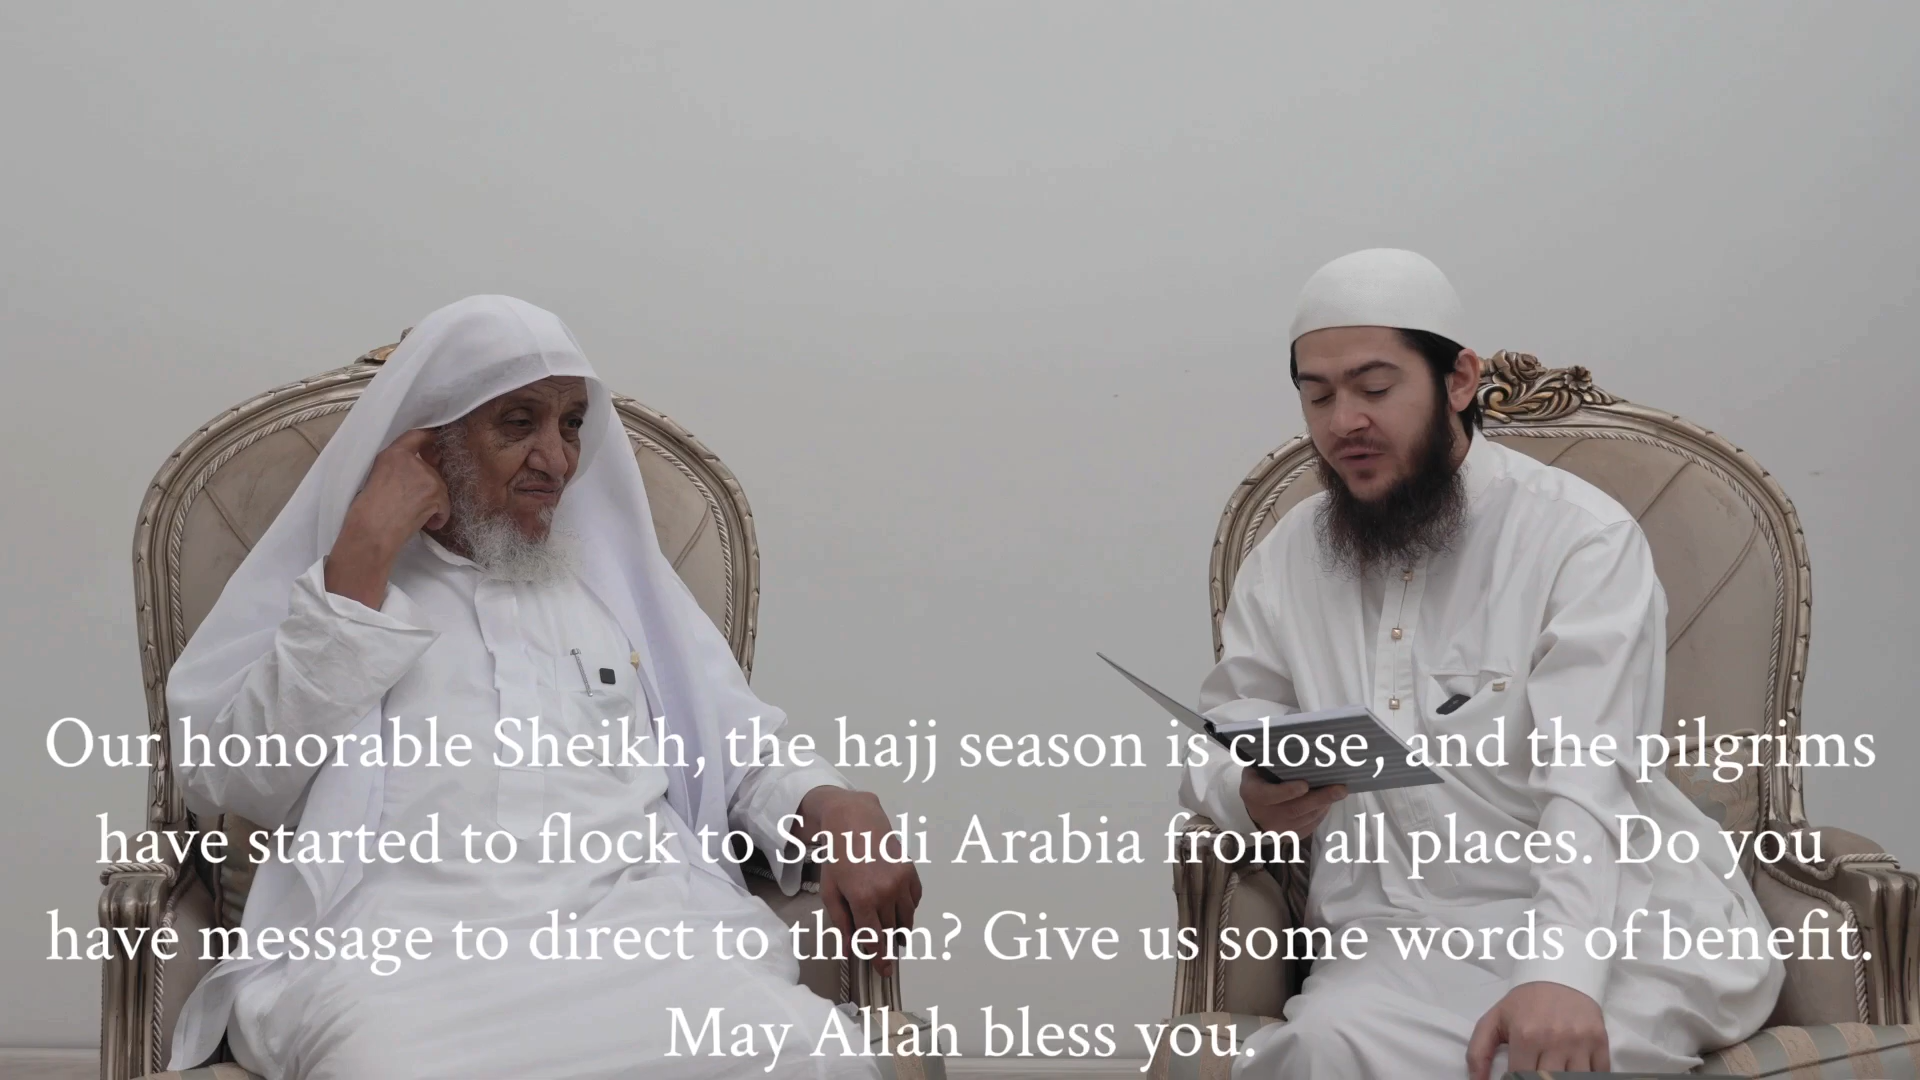 Our honorable Sheikh, the hajj season is close, and the pilgrims
have started to flock to Saudi Arabia from all places. Do you
have message to direct to them? Give us some words of benefit.
May Allah bless you.